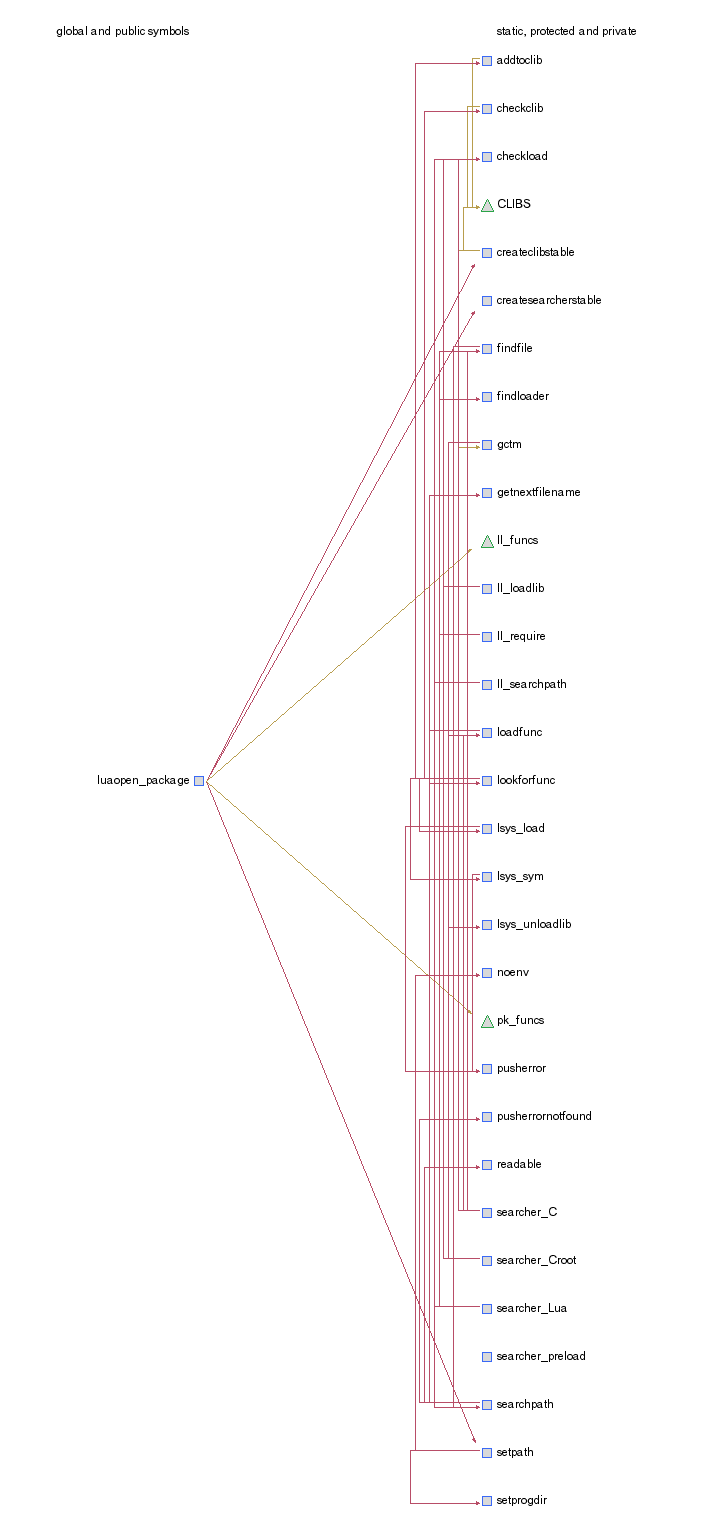 global and public symbols
static, protected and private
addtoclib
checkclib
checkload
CLIBS
createclibstable
createsearcherstable
findfile
findloader
gctm
getnextfilename
ll_funcs
ll_loadlib
ll_require
ll_searchpath
loadfunc
luaopen_package
lookforfunc
lsys_load
lsys_sym
lsys_unloadlib
noenv
pk_funcs
pusherror
pusherrornotfound
readable
searcher_C
searcher_Croot
searcher_Lua
searcher_preload
searchpath
setpath
setprogdir